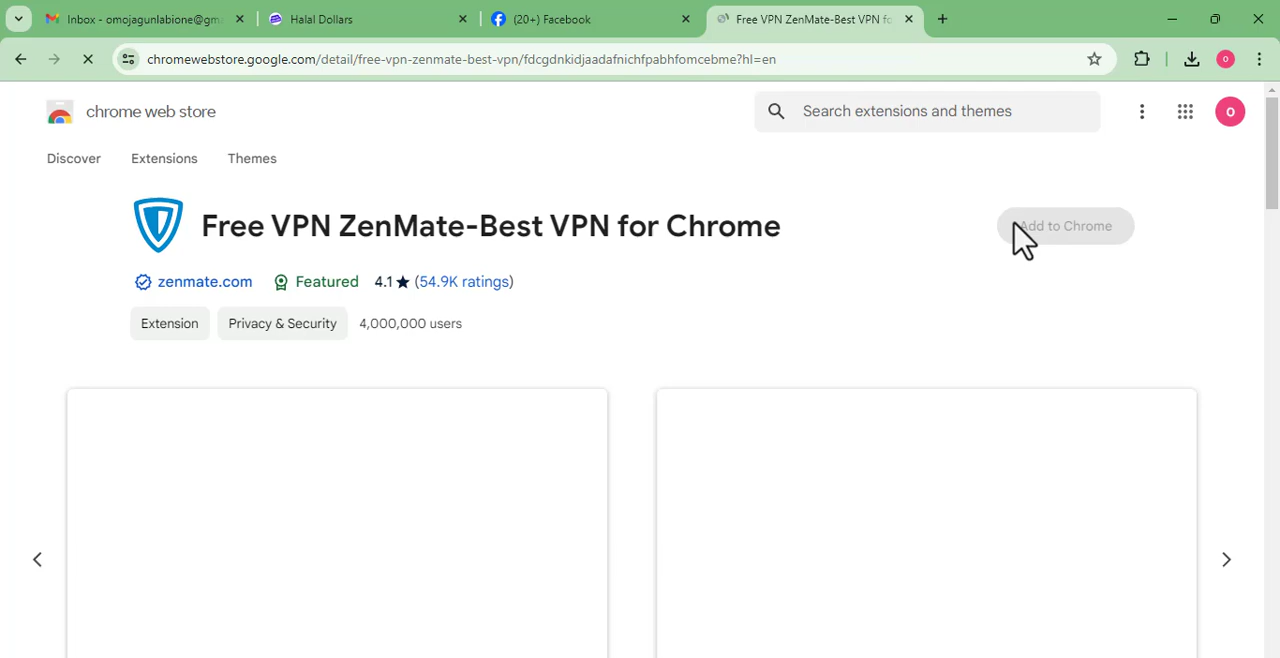 Inbox - omojagunlabione@gm
Halal Dollars
(20+) Facebook
Free VPN ZenMate-Best VPN fo
chromewebstore.google.com/detail/free-vpn-zenmate-best-vpn/fdcgdnkidjaadafnichfpabhfomcebme?hl=en
O
chrome web store
Search extensions and themes
O
Discover
Extensions
Themes
Free VPN ZenMate-Best VPN for Chrome
Add to Chrome
zenmate.com
Featured
4.1★ (54.9K ratings)
Extension
Privacy & Security
4,000,000 users